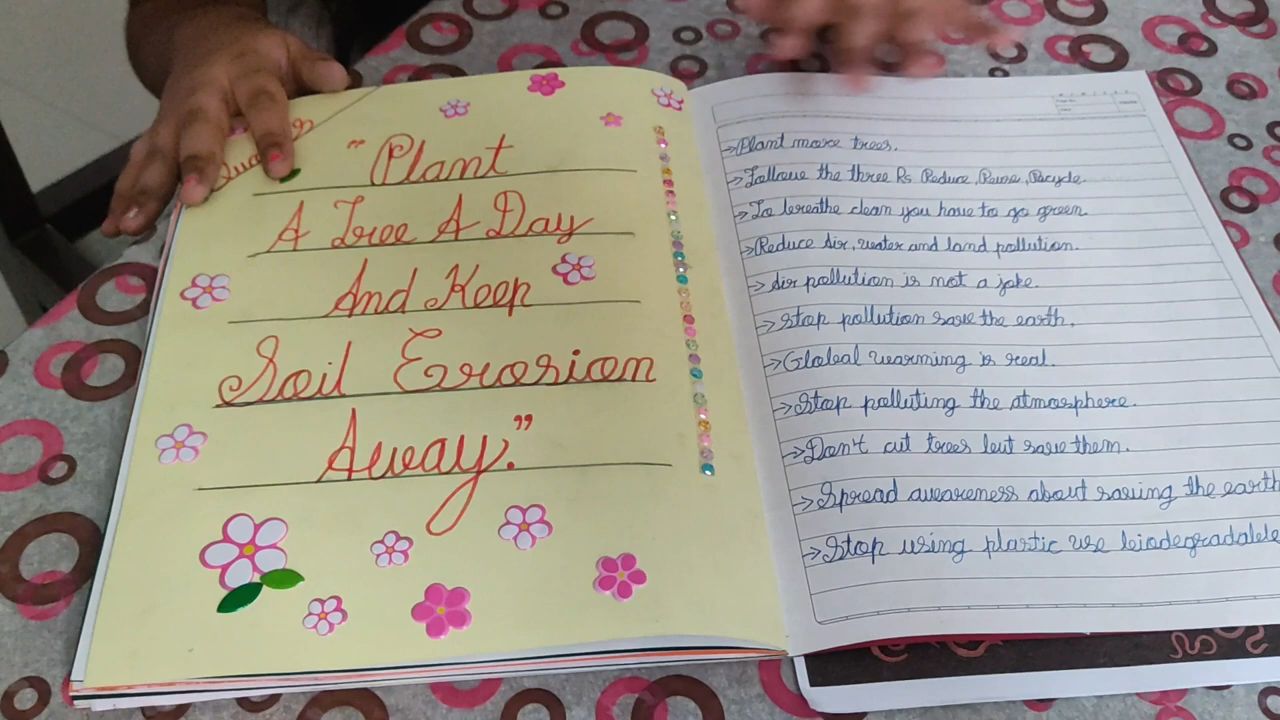 "Plant
A Tree A Day
And Keep
Soil Errosion
Away."
→Plant more trees.
→Follow the three Rs Reduce, Reuse, Recycle.
→To breathe clean you have to go green.
→Reduce Air, water and land pollution.
→Air pollution is not a joke.
→Stop pollution save the earth.
→Global warming is real.
→Stop polluting the atmosphere.
→Don't cut trees but save them.
→Spread awareness about saving the earth
→Stop using plastic use biodegradable